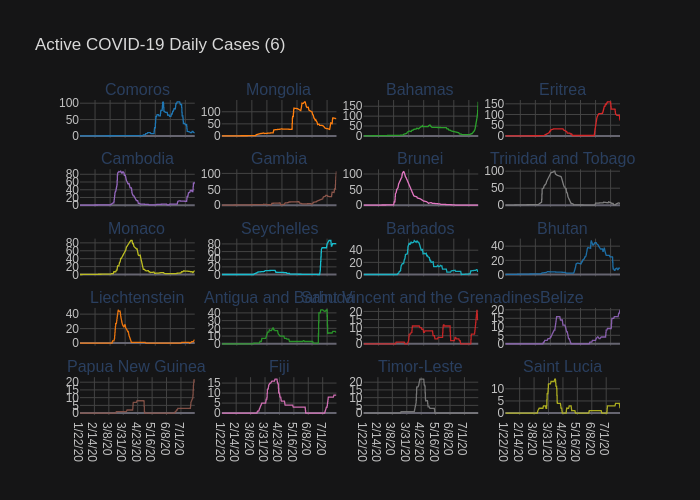 Active COVID-19 Daily Cases (6)
Comoros Mongolia Bahamas Eritrea
100 50 0
100 50 0
150 100 50 0
150 100 50 0
Cambodia Gambia Brunei Trinidad and Tobago
80 60 40 20 0
100 50 0
100 50 0
100 50 0
Monaco Seychelles Barbados Bhutan
80 60 40 20 0
80 60 40 20 0
40 20 0
40 20 0
Liechtenstein Antigua and Barbuda Saint Vincent and the Grenadines Belize
40 20 0
40 30 20 10 0
20 15 10 5 0
20 15 10 5 0
Papua New Guinea Fiji Timor-Leste Saint Lucia
20 15 10 5 0
15 10 5 0
20 15 10 5 0
10 5 0
1/22/20 2/14/20 3/8/20 3/31/20 4/23/20 5/16/20 6/8/20 7/1/20
1/22/20 2/14/20 3/8/20 3/31/20 4/23/20 5/16/20 6/8/20 7/1/20
1/22/20 2/14/20 3/8/20 3/31/20 4/23/20 5/16/20 6/8/20 7/1/20
1/22/20 2/14/20 3/8/20 3/31/20 4/23/20 5/16/20 6/8/20 7/1/20